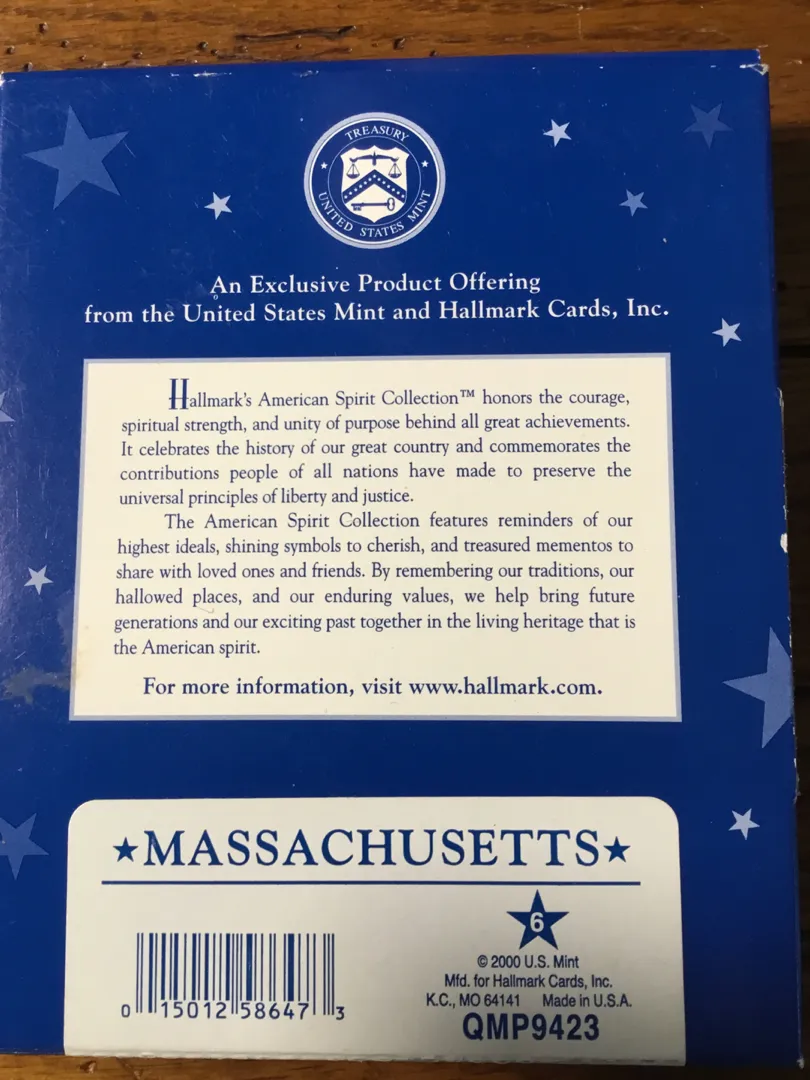 TREASURY
UNITED STATES MINT
An Exclusive Product Offering
from the United States Mint and Hallmark Cards, Inc.
Hallmark's American Spirit Collection™ honors the courage,
spiritual strength, and unity of purpose behind all great achievements.
It celebrates the history of our great country and commemorates the
contributions people of all nations have made to preserve the
universal principles of liberty and justice.
The American Spirit Collection features reminders of our
highest ideals, shining symbols to cherish, and treasured mementos to
share with loved ones and friends. By remembering our traditions, our
hallowed places, and our enduring values, we help bring future
generations and our exciting past together in the living heritage that is
the American spirit.
For more information, visit www.hallmark.com.
★MASSACHUSETTS★
6
© 2000 U.S. Mint
Mfd. for Hallmark Cards, Inc.
K.C., MO 64141 Made in U.S.A.
QMP9423
0 15012 58647 3